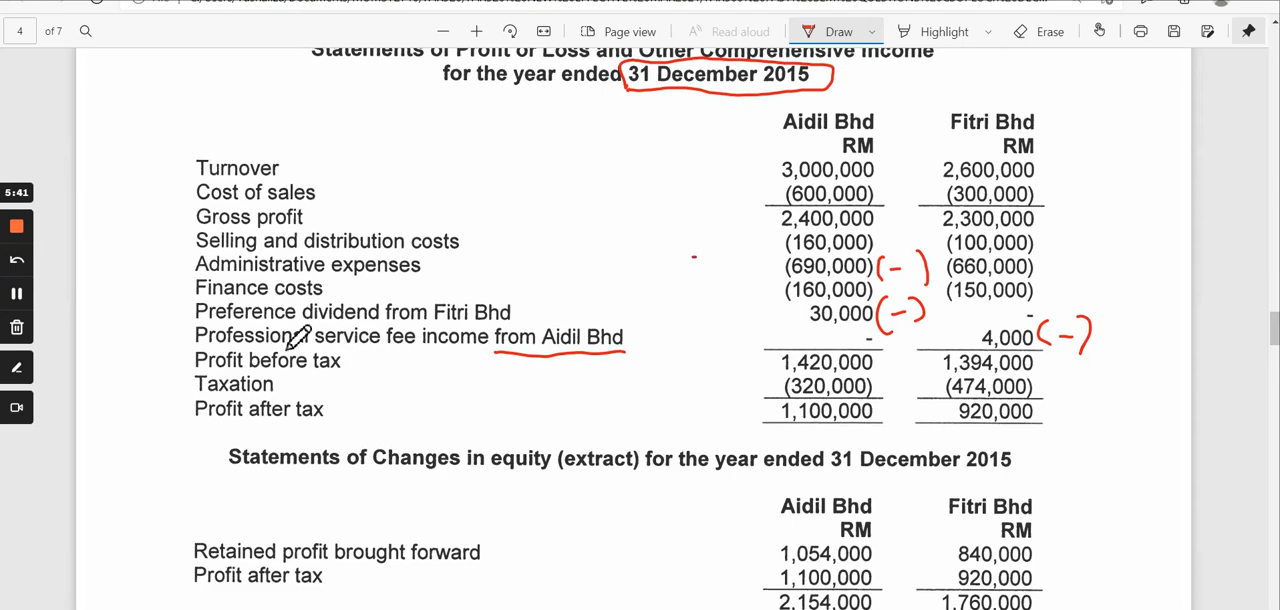 4 of 7 Page view Read aloud Draw Highlight Erase
Statements of Profit or Loss and Other Comprehensive Income
for the year ended 31 December 2015
Aidil Bhd Fitri Bhd
RM RM
Turnover 3,000,000 2,600,000
5:41
Cost of sales (600,000) (300,000)
Gross profit 2,400,000 2,300,000
Selling and distribution costs (160,000) (100,000)
Administrative expenses (690,000) (-) (660,000)
Finance costs (160,000) (150,000)
Preference dividend from Fitri Bhd 30,000 (-) -
Professional service fee income from Aidil Bhd - 4,000 (-)
Profit before tax 1,420,000 1,394,000
Taxation (320,000) (474,000)
Profit after tax 1,100,000 920,000
Statements of Changes in equity (extract) for the year ended 31 December 2015
Aidil Bhd Fitri Bhd
RM RM
Retained profit brought forward 1,054,000 840,000
Profit after tax 1,100,000 920,000
2,154,000 1,760,000